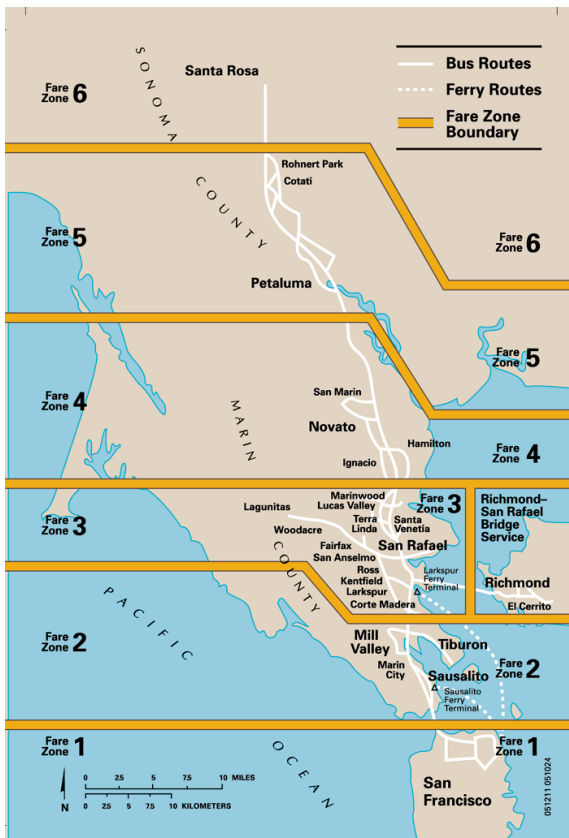 Santa Rosa
Bus Routes
Ferry Routes
Fare Zone
Boundary
Fare
Zone 6
SONOMA
COUNTY
Rohnert Park
Cotati
Fare
Zone 5
Fare
Zone 6
Petaluma
Fare
Zone 5
Fare
Zone 4
San Marin
Novato
MARIN
COUNTY
Hamilton
Ignacio
Fare
Zone 4
Fare
Zone 3
Lagunitas
Woodacre
Marinwood
Lucas Valley
Terra
Linda
Santa
Venetia
Fare
Zone 3
Richmond–
San Rafael
Bridge
Service
Fairfax
San Anselmo
San Rafael
Ross
Kentfield
Larkspur
Corte Madera
Larkspur
Ferry
Terminal
Richmond
El Cerrito
PACIFIC
OCEAN
Fare
Zone 2
Mill
Valley
Tiburon
Marin
City
Sausalito
Sausalito
Ferry
Terminal
Fare
Zone 2
Fare
Zone 1
Fare
Zone 1
San
Francisco
N
0 2.5 5 10 MILES
0 2.5 5 7.5 10 KILOMETERS
051211 051024